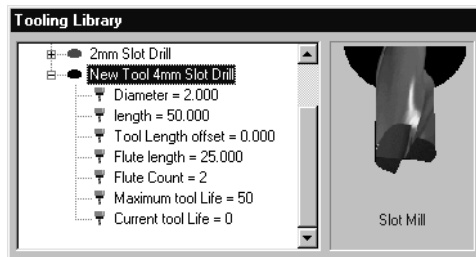 Tooling Library
2mm Slot Drill
New Tool 4mm Slot Drill
Diameter = 2.000
length = 50.000
Tool Length offset = 0.000
Flute length = 25.000
Flute Count = 2
Maximum tool Life = 50
Current tool Life = 0
Slot Mill